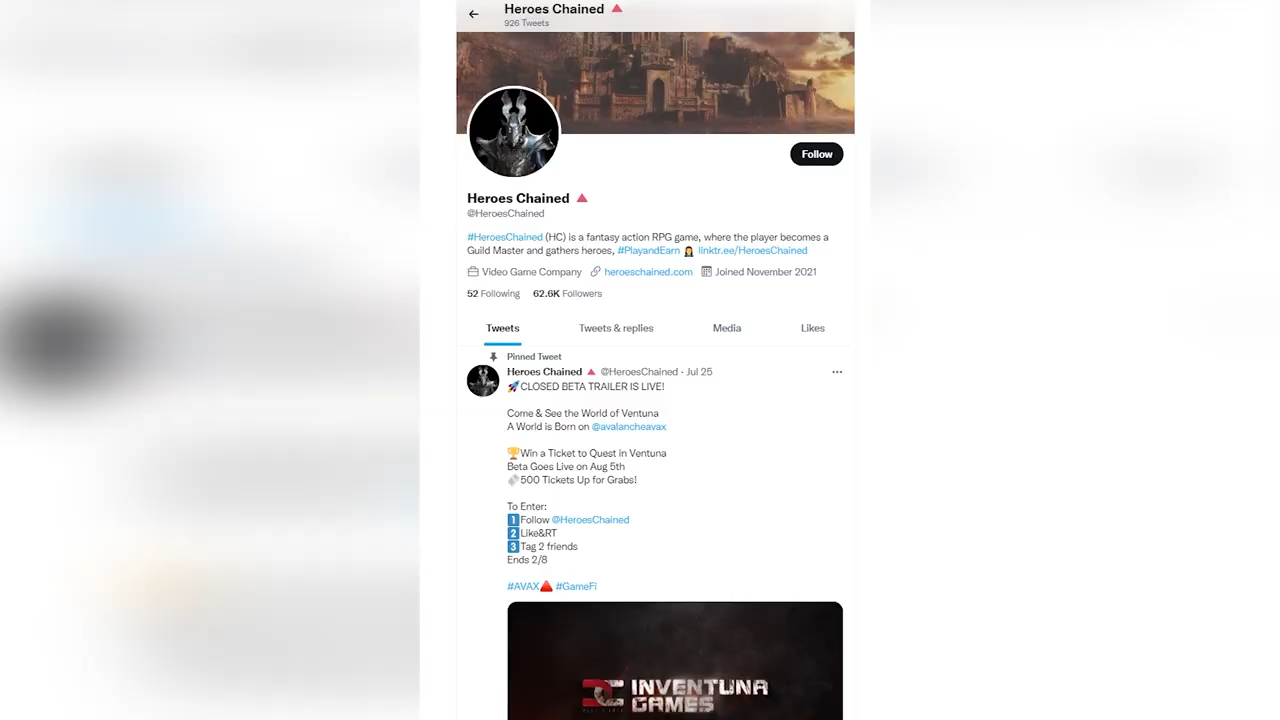 Heroes Chained 🔺
926 Tweets
Follow
Heroes Chained 🔺
@HeroesChained
#HeroesChained (HC) is a fantasy action RPG game, where the player becomes a
Guild Master and gathers heroes, #PlayandEarn 👩‍💼 linktr.ee/HeroesChained
Video Game Company heroeschained.com Joined November 2021
52 Following 62.6K Followers
Tweets Tweets & replies Media Likes
Pinned Tweet
Heroes Chained 🔺 @HeroesChained · Jul 25 ···
🚀CLOSED BETA TRAILER IS LIVE!
Come & See the World of Ventuna
A World is Born on @avalancheavax
🏆Win a Ticket to Quest in Ventuna
Beta Goes Live on Aug 5th
🎟️500 Tickets Up for Grabs!
To Enter:
1️⃣Follow @HeroesChained
2️⃣Like&RT
3️⃣Tag 2 friends
Ends 2/8
#AVAX🔺 #GameFi
INVENTUNA
GAMES